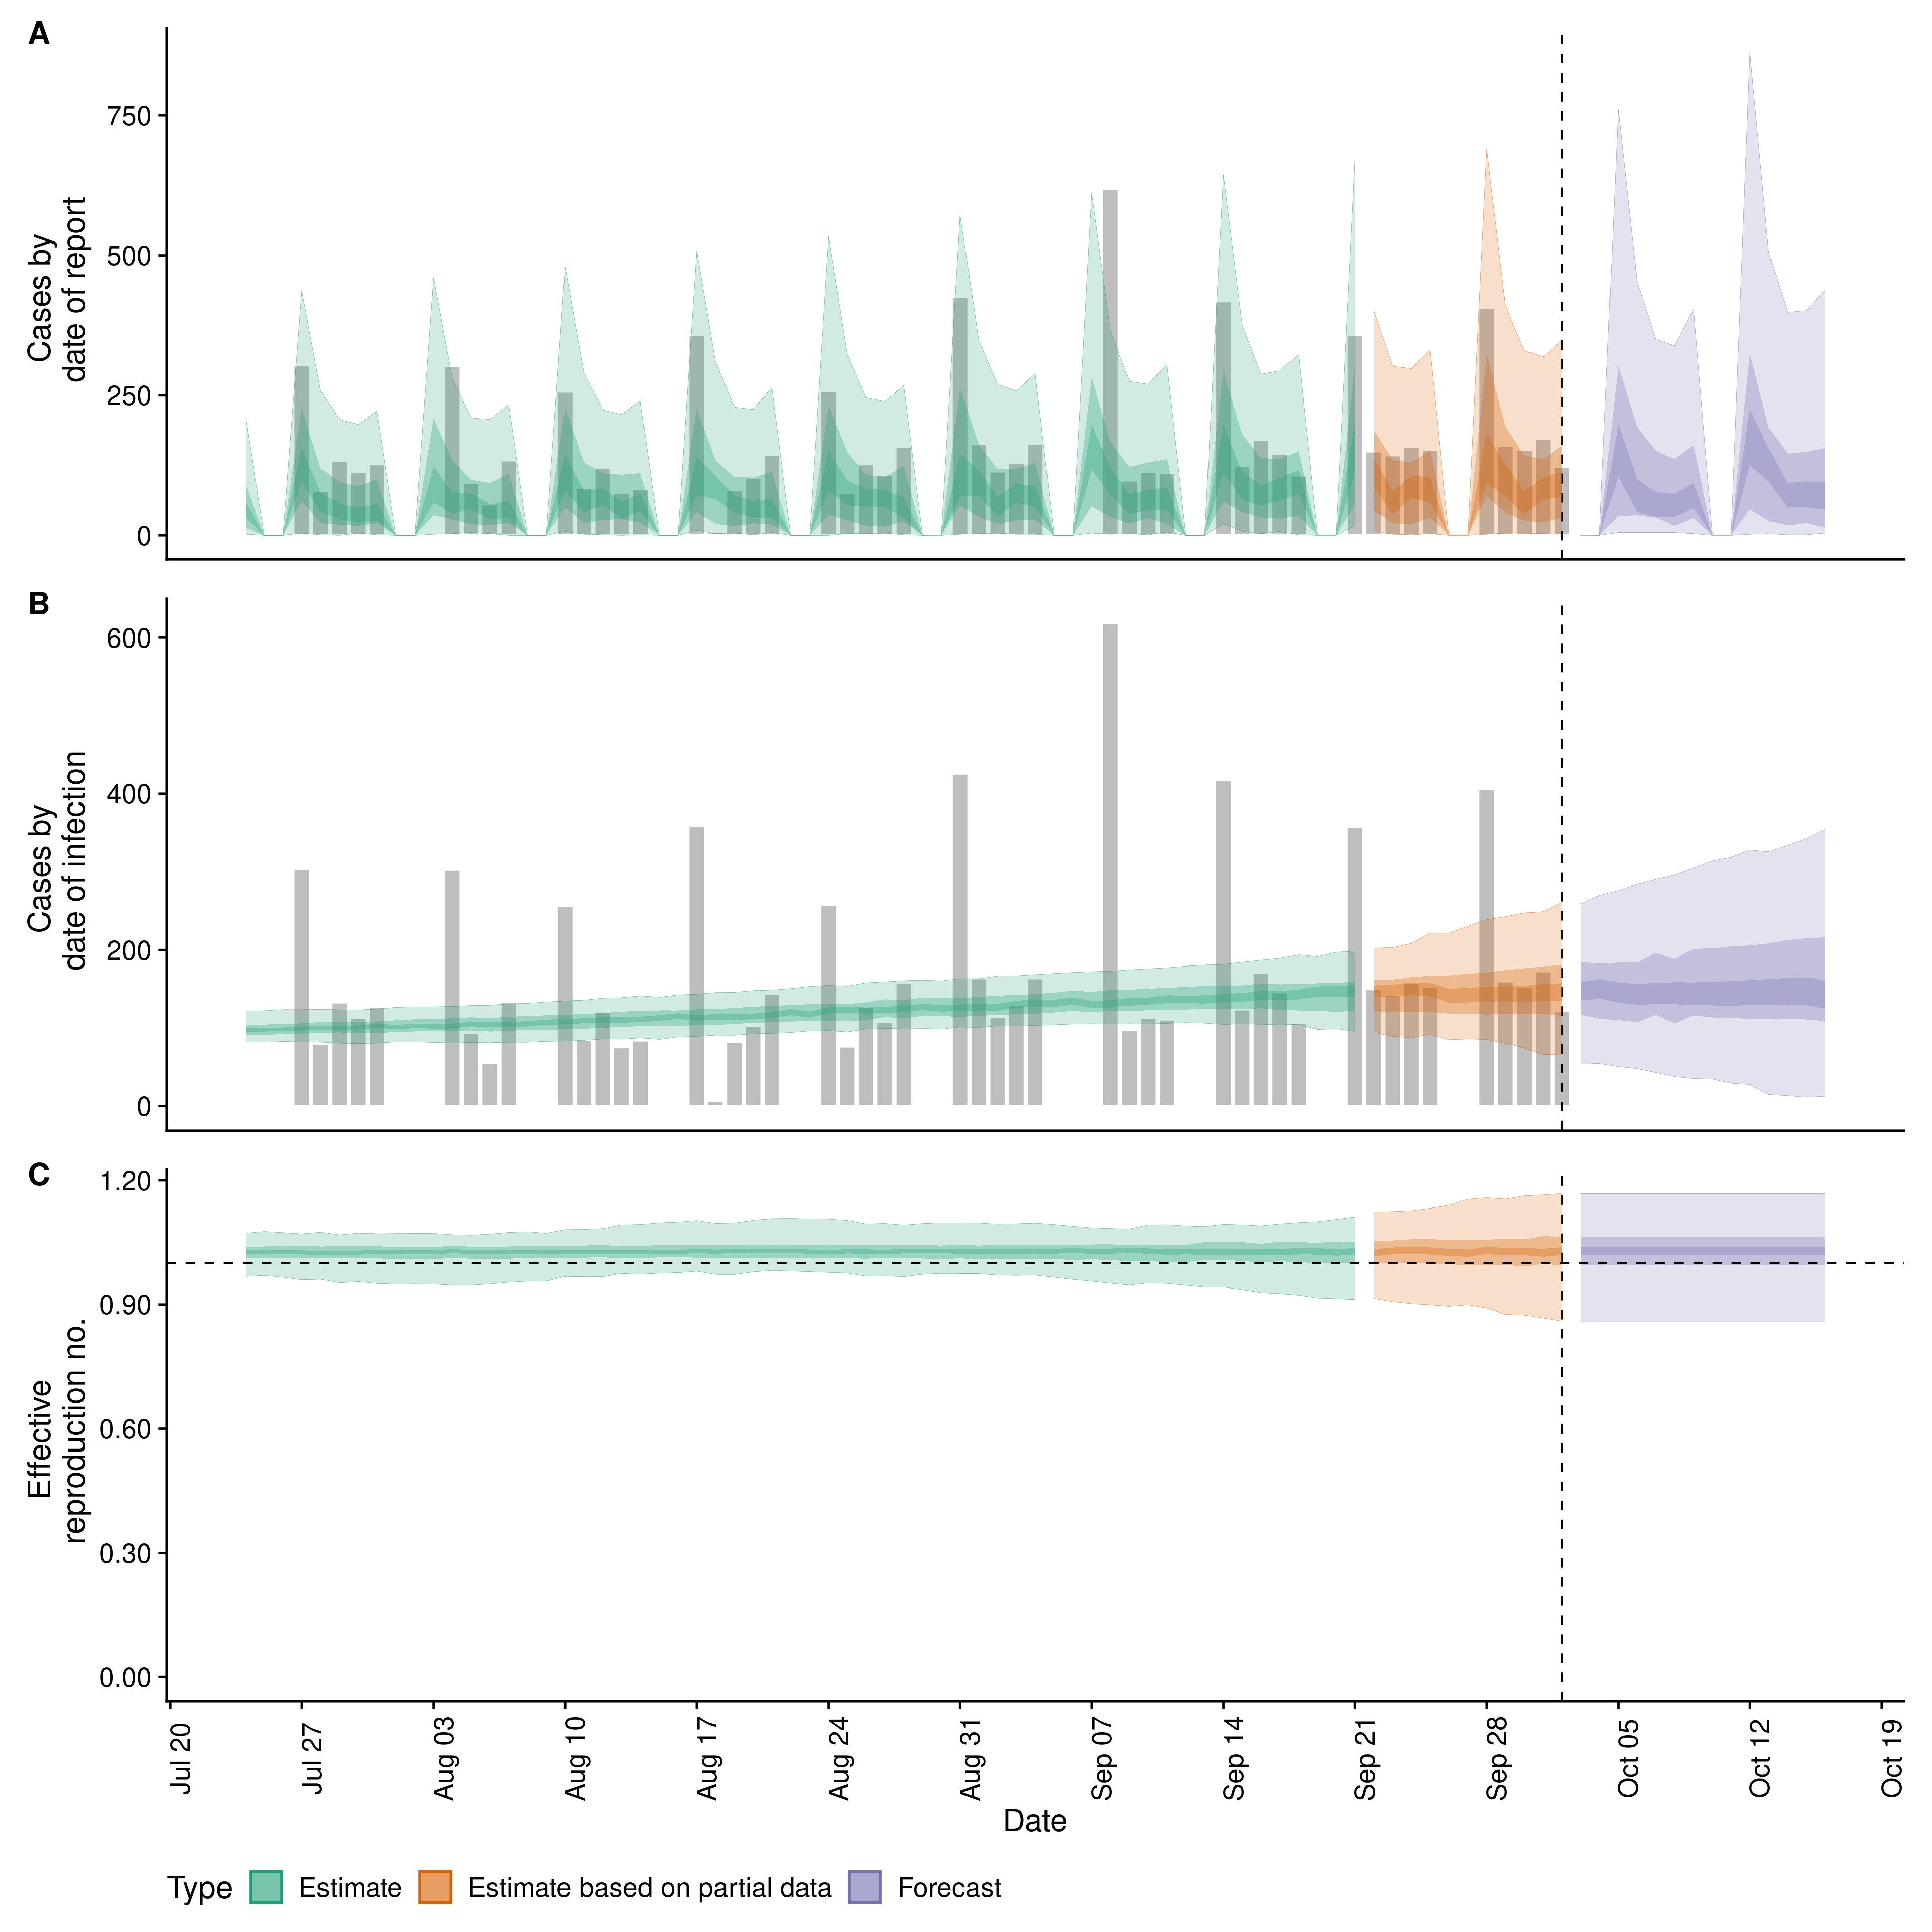 A
Cases by
date of report
750
500
250
0
B
Cases by
date of infection
600
400
200
0
C
Effective
reproduction no.
1.20
0.90
0.60
0.30
0.00
Jul 20
Jul 27
Aug 03
Aug 10
Aug 17
Aug 24
Aug 31
Sep 07
Sep 14
Sep 21
Sep 28
Oct 05
Oct 12
Oct 19
Date
Type Estimate Estimate based on partial data Forecast